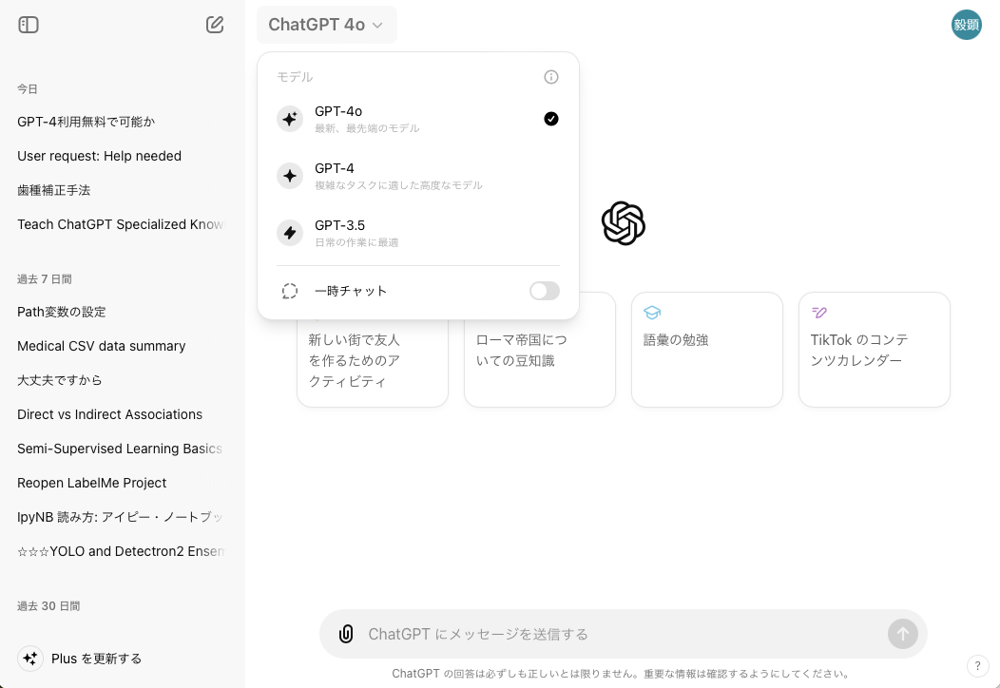 今日
GPT-4利用無料で可能か
User request: Help needed
歯種補正手法
Teach ChatGPT Specialized Know
過去 7 日間
Path変数の設定
Medical CSV data summary
大丈夫ですから
Direct vs Indirect Associations
Semi-Supervised Learning Basics
Reopen LabelMe Project
IpyNB 読み方: アイピー・ノートブッ
☆☆☆YOLO and Detectron2 Ensem
過去 30 日間
Plus を更新する
ChatGPT 4o
毅顕
モデル
GPT-4o
最新、最先端のモデル
GPT-4
複雑なタスクに適した高度なモデル
GPT-3.5
日常の作業に最適
一時チャット
新しい街で友人
を作るためのア
クティビティ
ローマ帝国につ
いての豆知識
語彙の勉強
TikTok のコンテ
ンツカレンダー
ChatGPT にメッセージを送信する
ChatGPT の回答は必ずしも正しいとは限りません。重要な情報は確認するようにしてください。
?